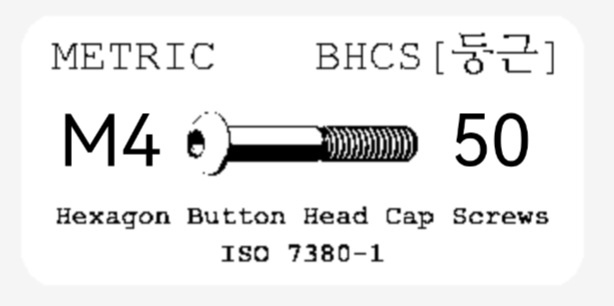 METRIC BHCS[둥근]
M4 50
Hexagon Button Head Cap Screws
ISO 7380-1